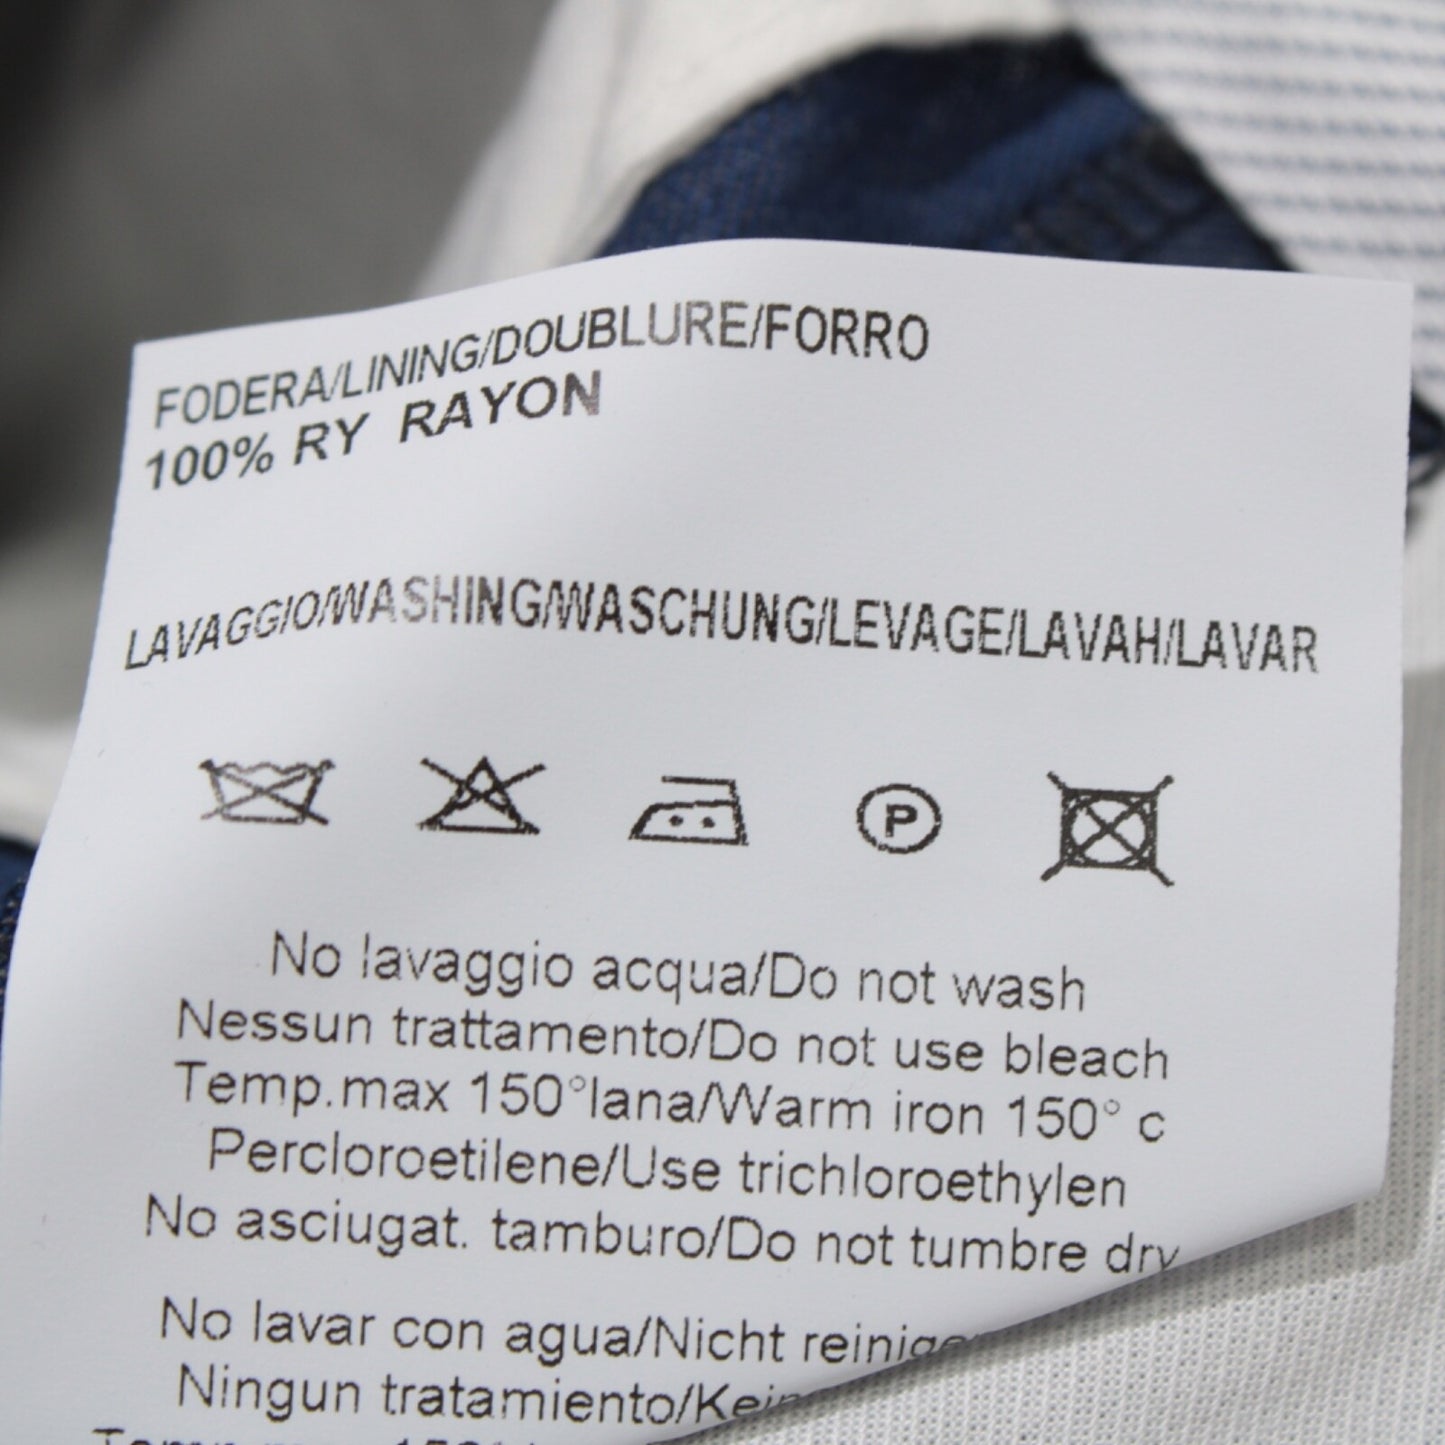 FODERA/LINING/DOUBLURE/FORRO
100% RY RAYON
LAVAGGIO/WASHING/WASCHUNG/LEVAGE/LAVAH/LAVAR
P
No lavaggio acqua/Do not wash
Nessun trattamento/Do not use bleach
Temp.max 150°lana/Warm iron 150° c
Percloroetilene/Use trichloroethylen
No asciugat. tamburo/Do not tumbre dry
No lavar con agua/Nicht
Ningun tratamiento/